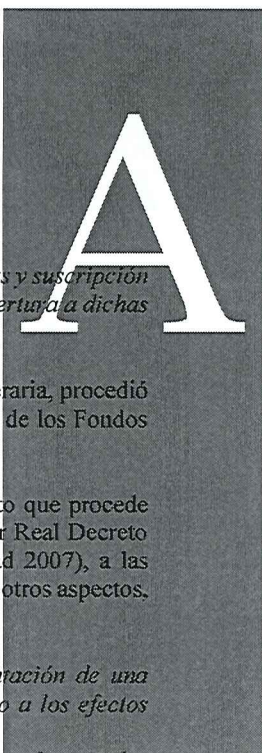 A
s y suscripción
ertura a dichas
eraria, procedió
de los Fondos
to que procede
r Real Decreto
d 2007), a las
otros aspectos,
ntación de una
o a los efectos